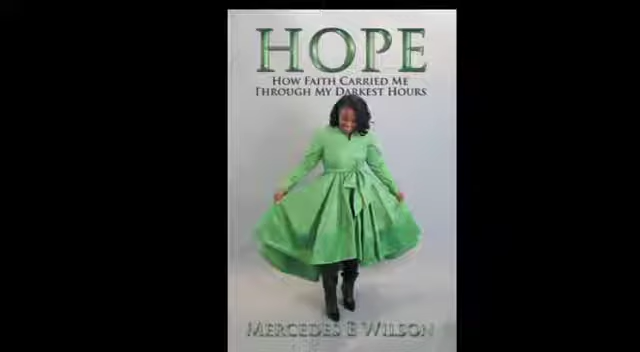 HOPE
How Faith Carried Me
Through My Darkest Hours
Mercedes E Wilson